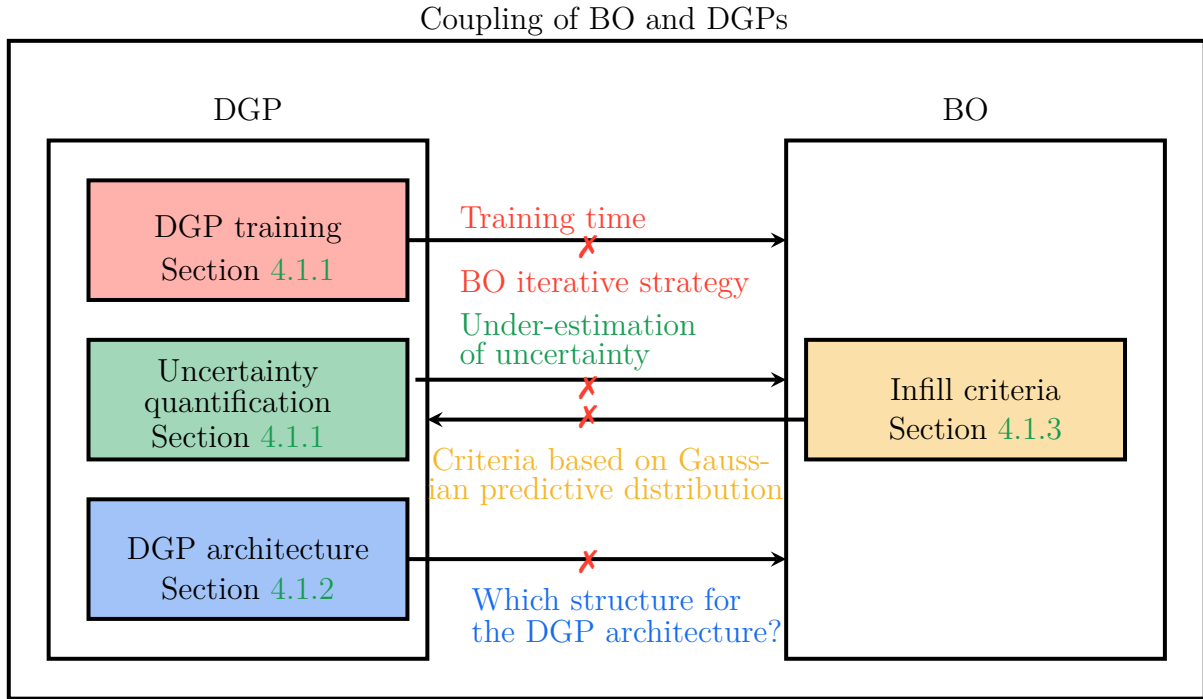 Coupling of BO and DGPs
DGP
BO
DGP training
Section 4.1.1
Training time
BO iterative strategy
Uncertainty
quantification
Section 4.1.1
Under-estimation
of uncertainty
Infill criteria
Section 4.1.3
Criteria based on Gauss-
ian predictive distribution
DGP architecture
Section 4.1.2
Which structure for
the DGP architecture?